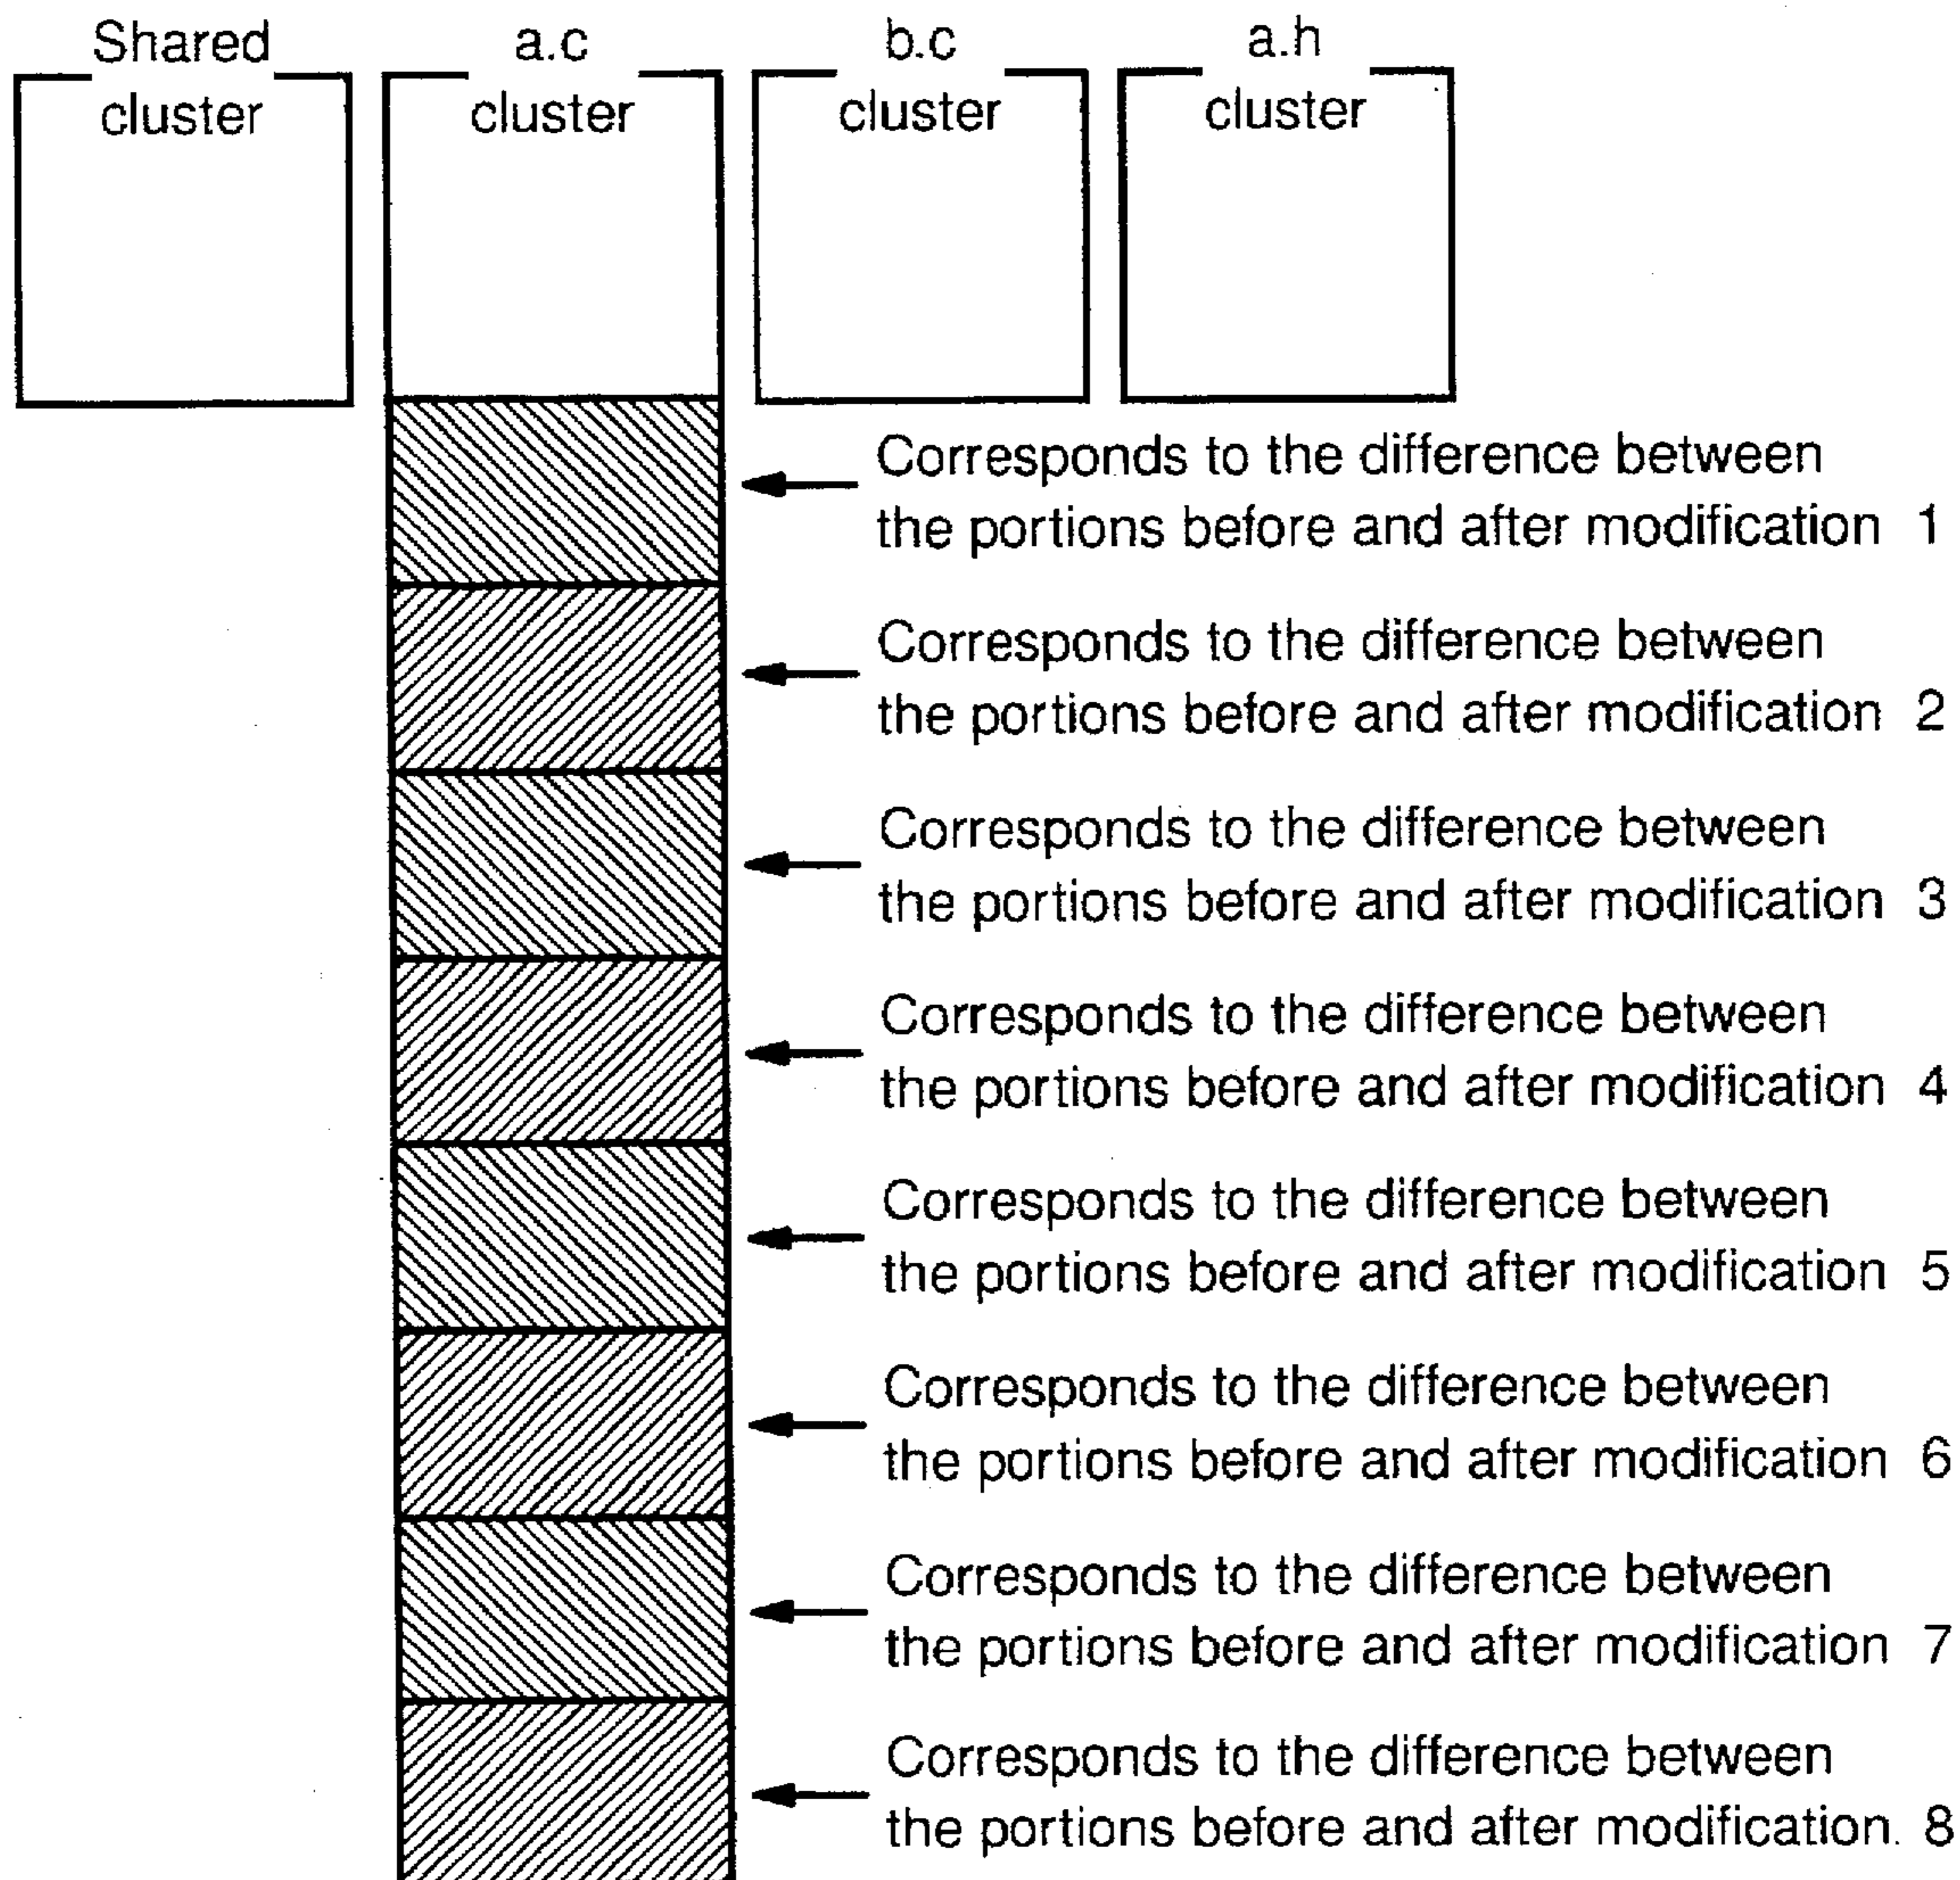 Shared
cluster
a.c
cluster
b.c
cluster
a.h
cluster
Corresponds to the difference between
the portions before and after modification 1
Corresponds to the difference between
the portions before and after modification 2
Corresponds to the difference between
the portions before and after modification 3
Corresponds to the difference between
the portions before and after modification 4
Corresponds to the difference between
the portions before and after modification 5
Corresponds to the difference between
the portions before and after modification 6
Corresponds to the difference between
the portions before and after modification 7
Corresponds to the difference between
the portions before and after modification. 8